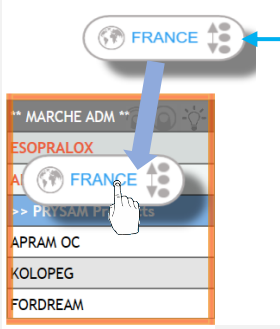 FRANCE
** MARCHE ADM **
ESOPRALOX
FRANCE
>> PRYSAM
APRAM OC
KOLOPEG
FORDREAM